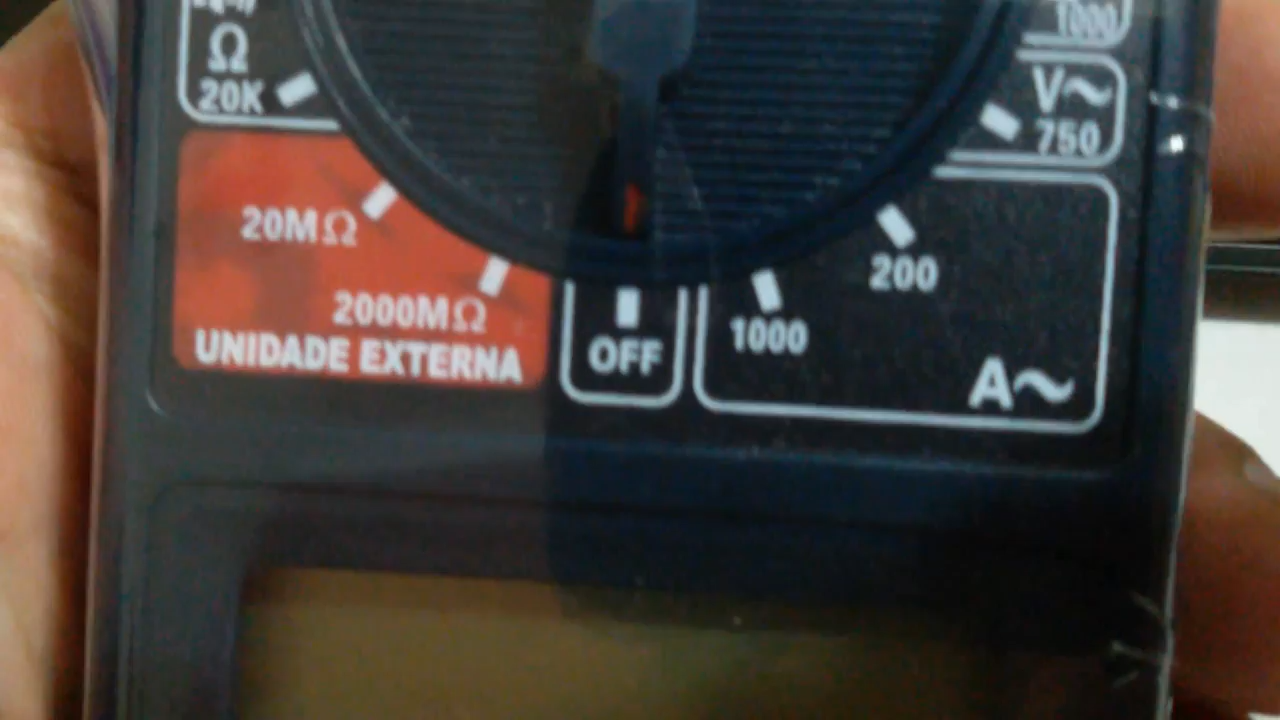 Ω
20K
1000
V~
750
20MΩ
2000MΩ
UNIDADE EXTERNA
OFF
1000
200
A~